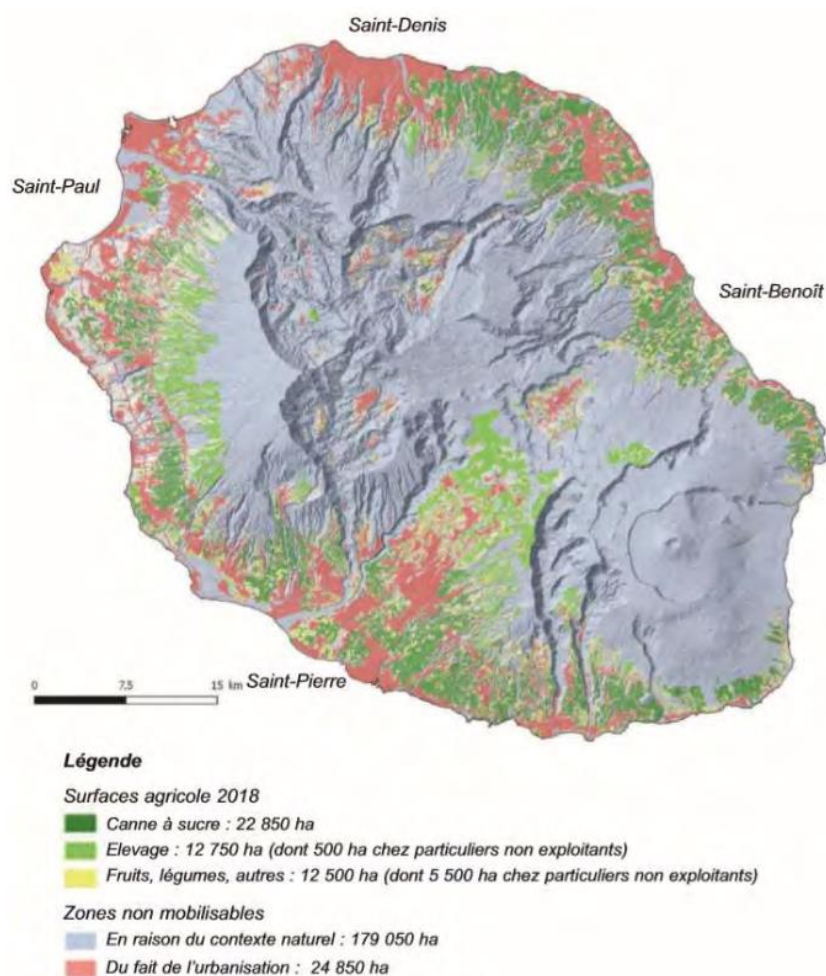 Saint-Denis
Saint-Paul
Saint-Benoît
Saint-Pierre
0 7.5 15 km
Légende
Surfaces agricole 2018
Canne à sucre : 22 850 ha
Elevage : 12 750 ha (dont 500 ha chez particuliers non exploitants)
Fruits, légumes, autres : 12 500 ha (dont 5 500 ha chez particuliers non exploitants)
Zones non mobilisables
En raison du contexte naturel : 179 050 ha
Du fait de l'urbanisation : 24 850 ha